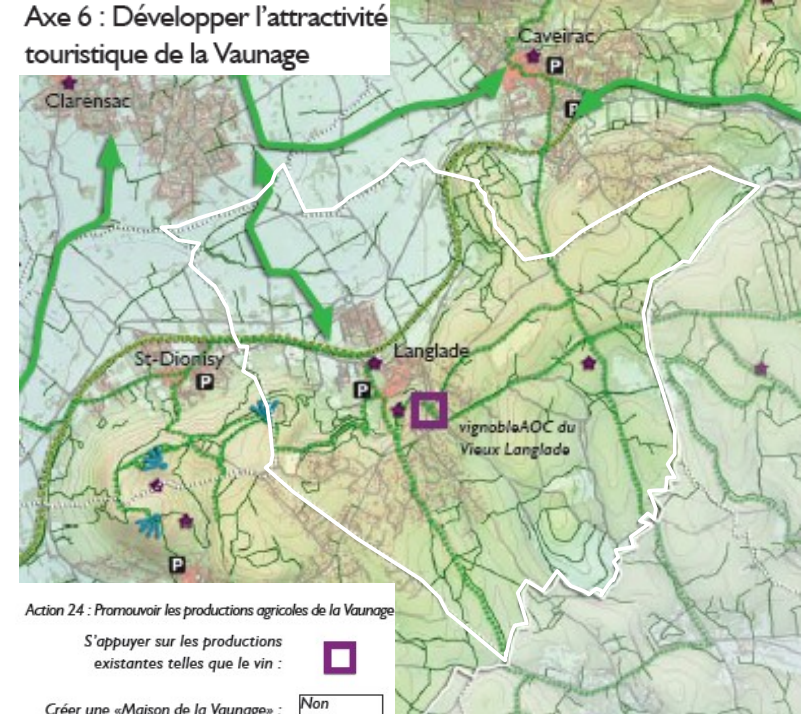 Axe 6 : Développer l'attractivité
touristique de la Vaunage
Caveirac
P
Clarensac
P
St-Dionisy
Langlade
P
P
vignobleAOC du
Vieux Langlade
P
Action 24 : Promouvoir les productions agricoles de la Vaunage
S'appuyer sur les productions
existantes telles que le vin :
Créer une «Maison de la Vaunage» :
Non